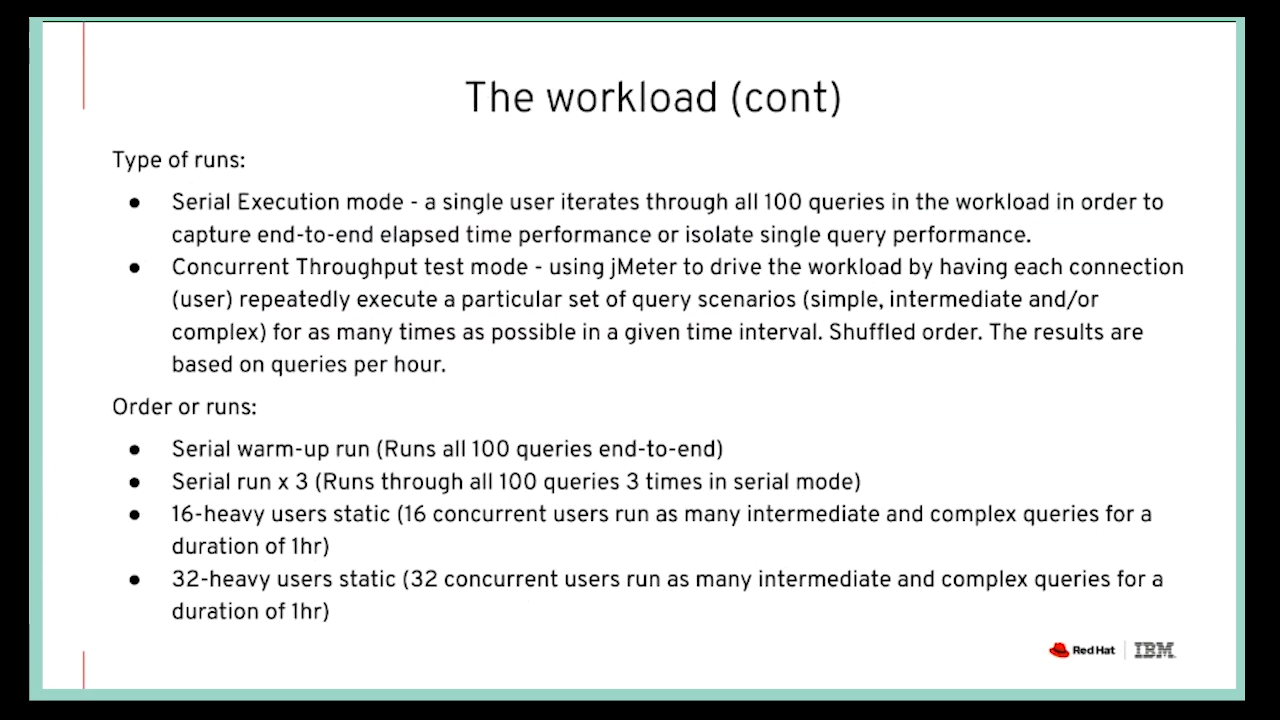 The workload (cont)
Type of runs:
● Serial Execution mode - a single user iterates through all 100 queries in the workload in order to
capture end-to-end elapsed time performance or isolate single query performance.
● Concurrent Throughput test mode - using jMeter to drive the workload by having each connection
(user) repeatedly execute a particular set of query scenarios (simple, intermediate and/or
complex) for as many times as possible in a given time interval. Shuffled order. The results are
based on queries per hour.
Order or runs:
● Serial warm-up run (Runs all 100 queries end-to-end)
● Serial run x 3 (Runs through all 100 queries 3 times in serial mode)
● 16-heavy users static (16 concurrent users run as many intermediate and complex queries for a
duration of 1hr)
● 32-heavy users static (32 concurrent users run as many intermediate and complex queries for a
duration of 1hr)
Red Hat IBM